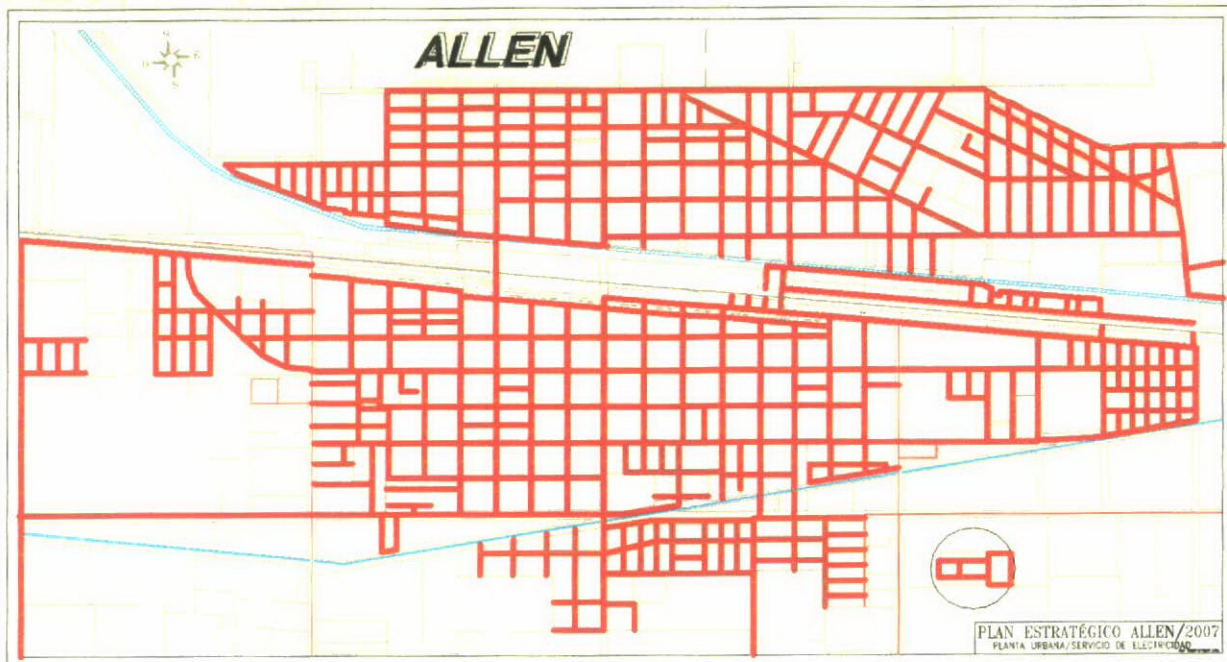 ALLEN
PLAN ESTRATÉGICO ALLEN/2007
PLANTA URBANA/SERVICIO DE ELECTRICIDAD